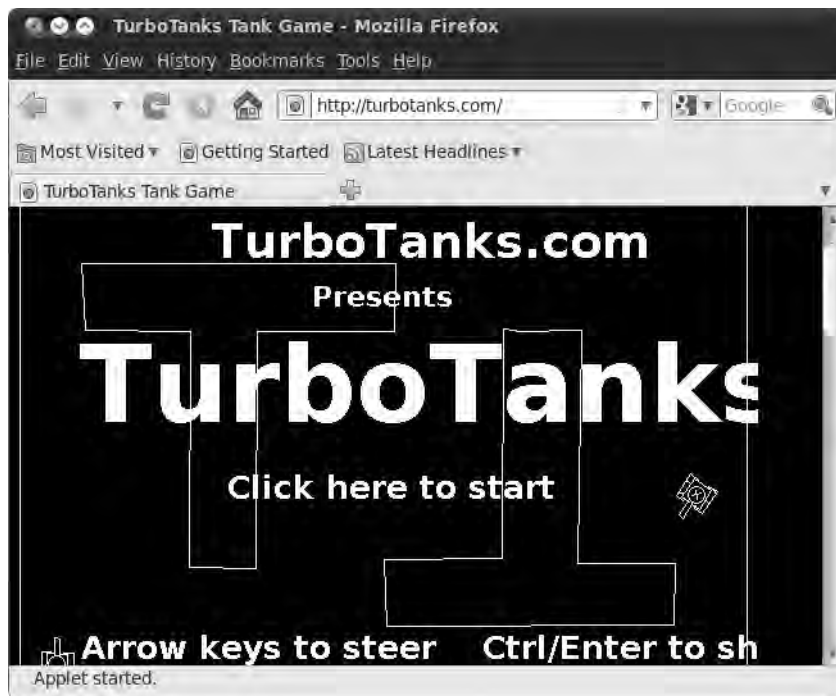 TurboTanks Tank Game - Mozilla Firefox
File Edit View History Bookmarks Tools Help
http://turbotanks.com/ Google
Most Visited Getting Started Latest Headlines
TurboTanks Tank Game
TurboTanks.com
Presents
TurboTanks
Click here to start
Arrow keys to steer Ctrl/Enter to sh
Applet started.